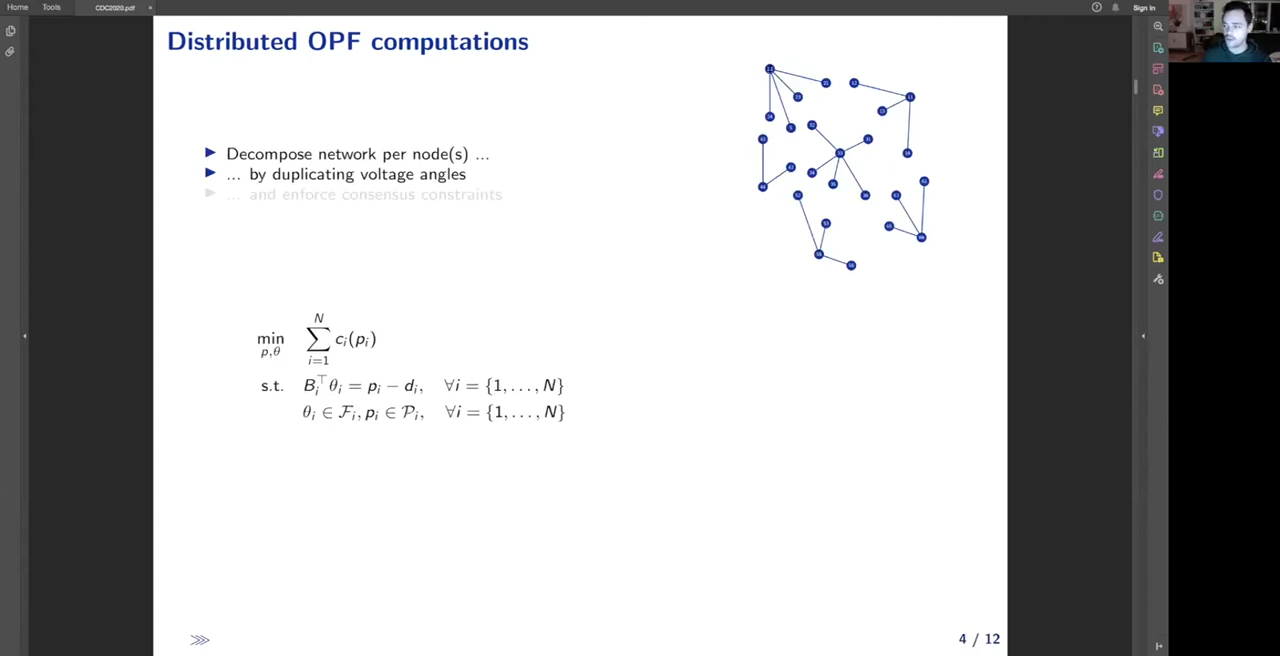 Home Tools CDC2020.pdf × Sign In
Distributed OPF computations
Decompose network per node(s) ...
... by duplicating voltage angles
... and enforce consensus constraints
min p,θ ∑ i=1 N cᵢ(pᵢ)
s.t. Bᵢ⊤θᵢ = pᵢ − dᵢ, ∀i = {1, . . . , N}
θᵢ ∈ ℱᵢ, pᵢ ∈ 𝒫ᵢ, ∀i = {1, . . . , N}
4 / 12